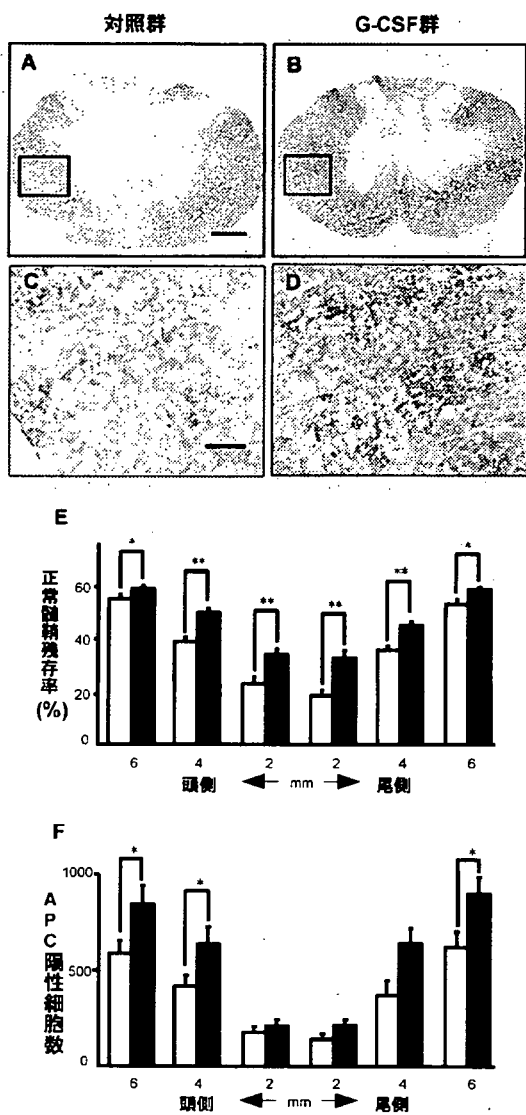 対照群 G-CSF群
A B
C D
E
正常髄鞘残存率(%)
60
40
20
0
* ** ** ** ** *
6 4 2 2 4 6
頭側 mm 尾側
F
APC陽性細胞数
1000
500
0
* * *
6 4 2 2 4 6
頭側 mm 尾側